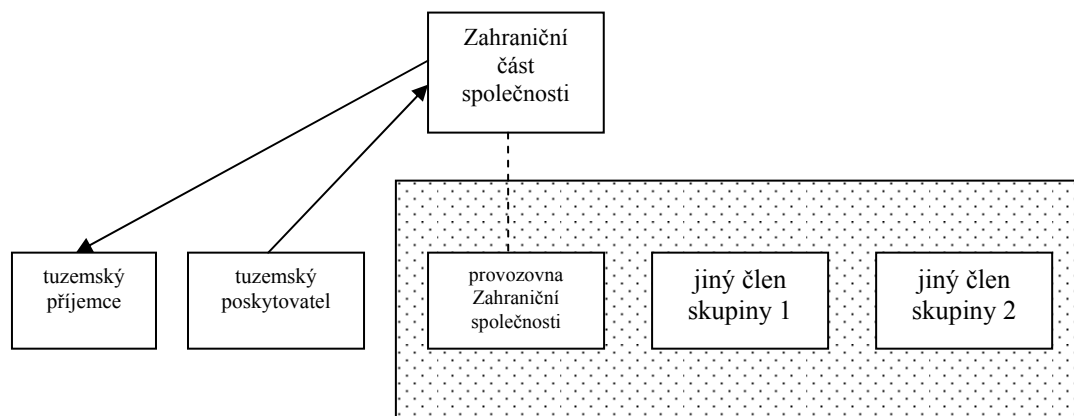 Zahraniční
část
společnosti
tuzemský
příjemce
tuzemský
poskytovatel
provozovna
Zahraniční
společnosti
jiný člen
skupiny 1
jiný člen
skupiny 2